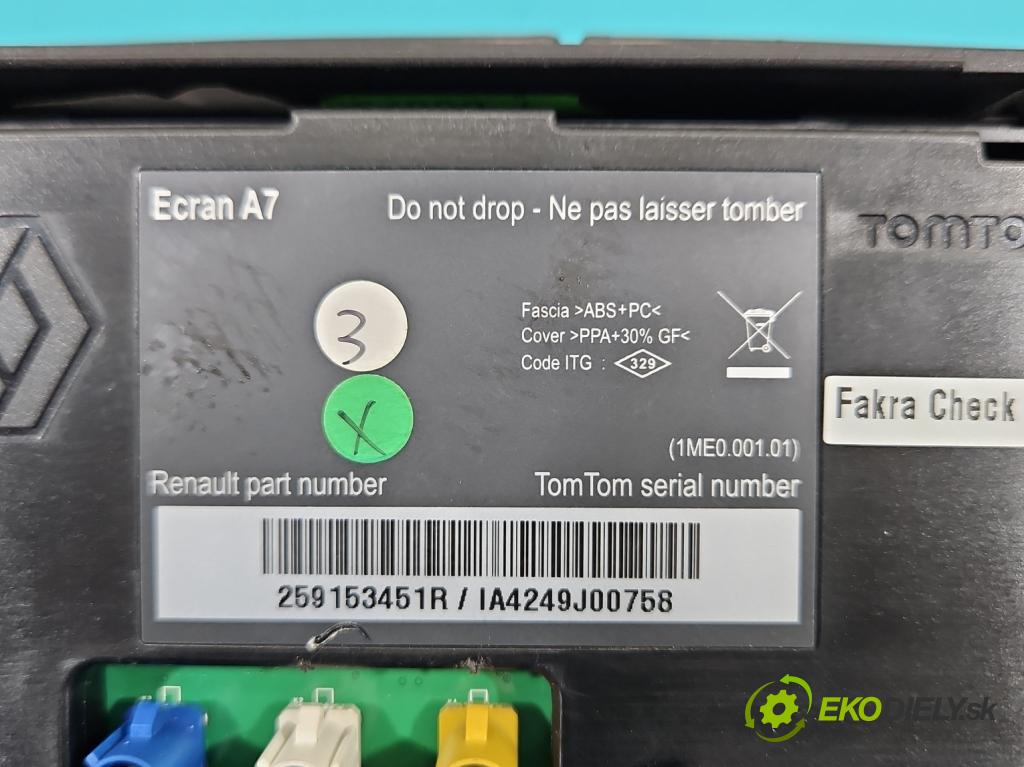 Ecran A7
Do not drop - Ne pas laisser tomber
TOMTO
3
Fascia >ABS+PC<
Cover >PPA+30% GF<
Code ITG : 329
X
Fakra Check
(1ME0.001.01)
Renault part number
TomTom serial number
259153451R / IA4249J00758
EKODIELY.sk